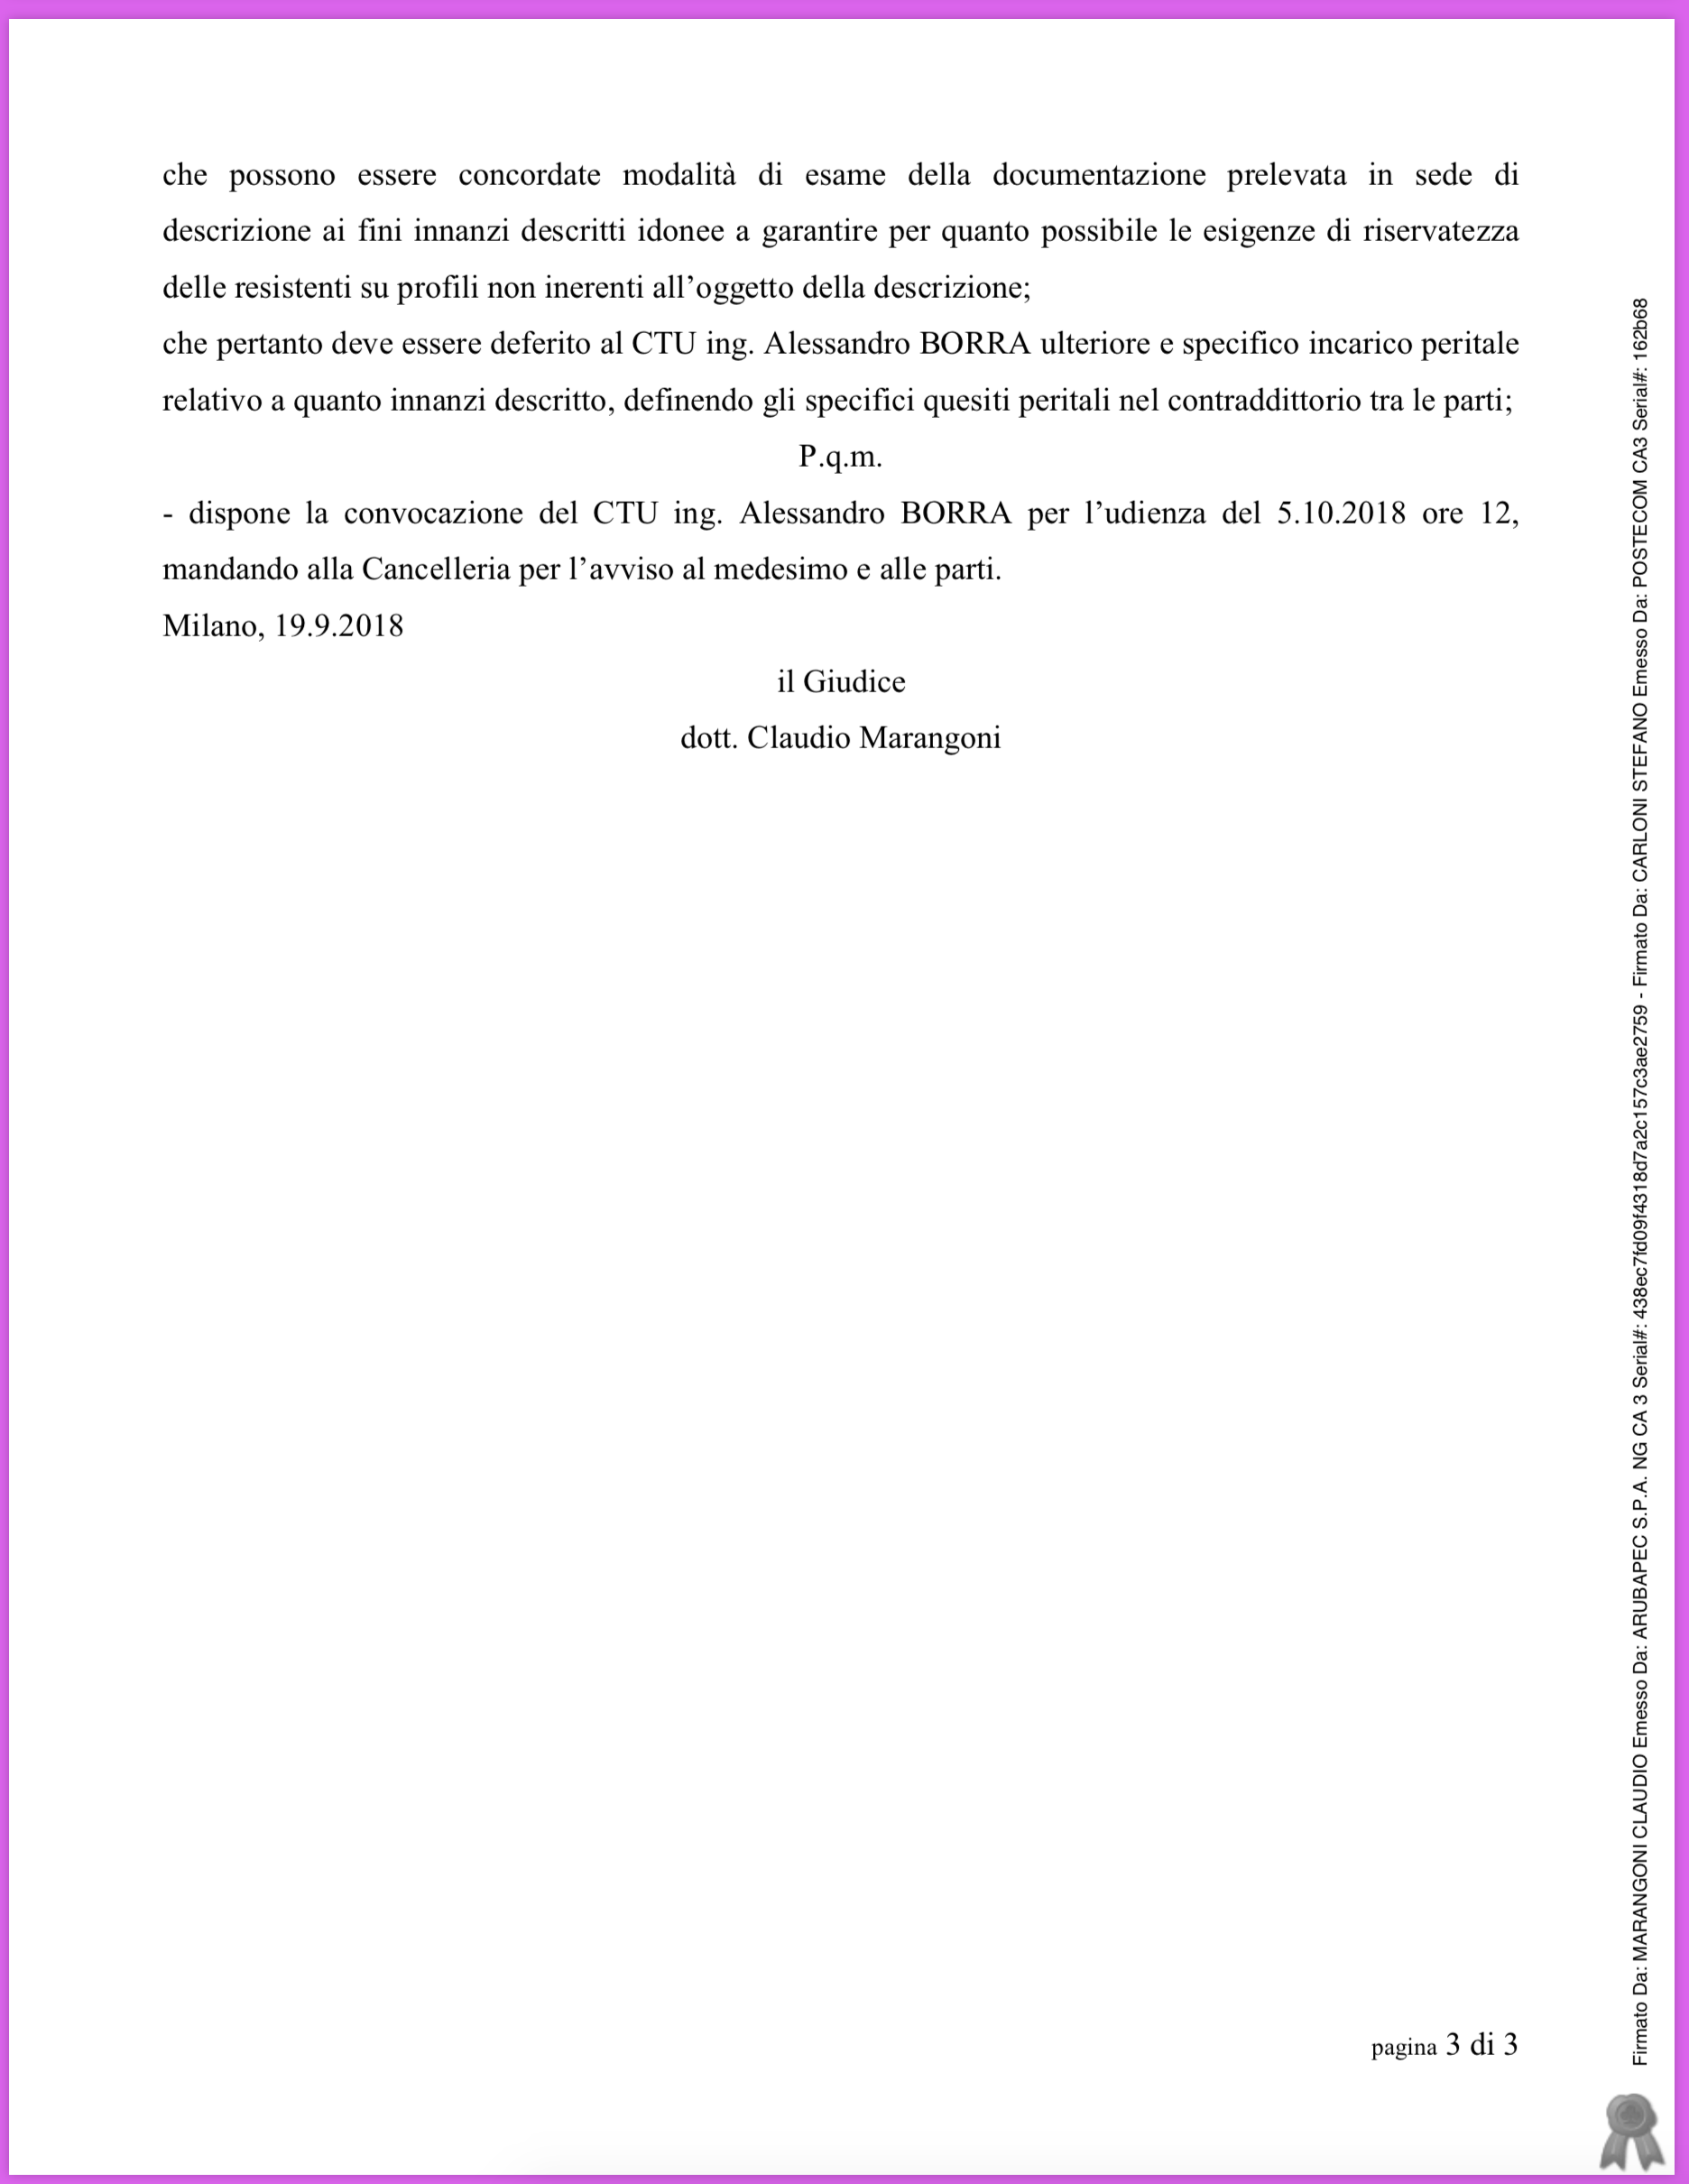 che possono essere concordate modalità di esame della documentazione prelevata in sede di
descrizione ai fini innanzi descritti idonee a garantire per quanto possibile le esigenze di riservatezza
delle resistenti su profili non inerenti all’oggetto della descrizione;
che pertanto deve essere deferito al CTU ing. Alessandro BORRA ulteriore e specifico incarico peritale
relativo a quanto innanzi descritto, definendo gli specifici quesiti peritali nel contraddittorio tra le parti;
P.q.m.
- dispone la convocazione del CTU ing. Alessandro BORRA per l’udienza del 5.10.2018 ore 12,
mandando alla Cancelleria per l’avviso al medesimo e alle parti.
Milano, 19.9.2018
il Giudice
dott. Claudio Marangoni
pagina 3 di 3
Firmato Da: MARANGONI CLAUDIO Emesso Da: ARUBAPEC S.P.A. NG CA 3 Serial#: 438ec7fd09f4318d7a2c157c3ae2759 - Firmato Da: CARLONI STEFANO Emesso Da: POSTECOM CA3 Serial#: 162b68